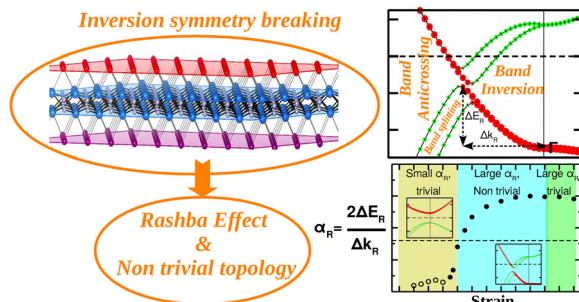 Inversion symmetry breaking
Rashba Effect
&
Non trivial topology
Band
Anticrossing
Band spliting
Band
Inversion
ΔE_R
Δk_R
Γ
α_R = 2ΔE_R / Δk_R
Small α_R,
trivial
Large α_R,
Non trivial
Large α_R,
trivial
Strain